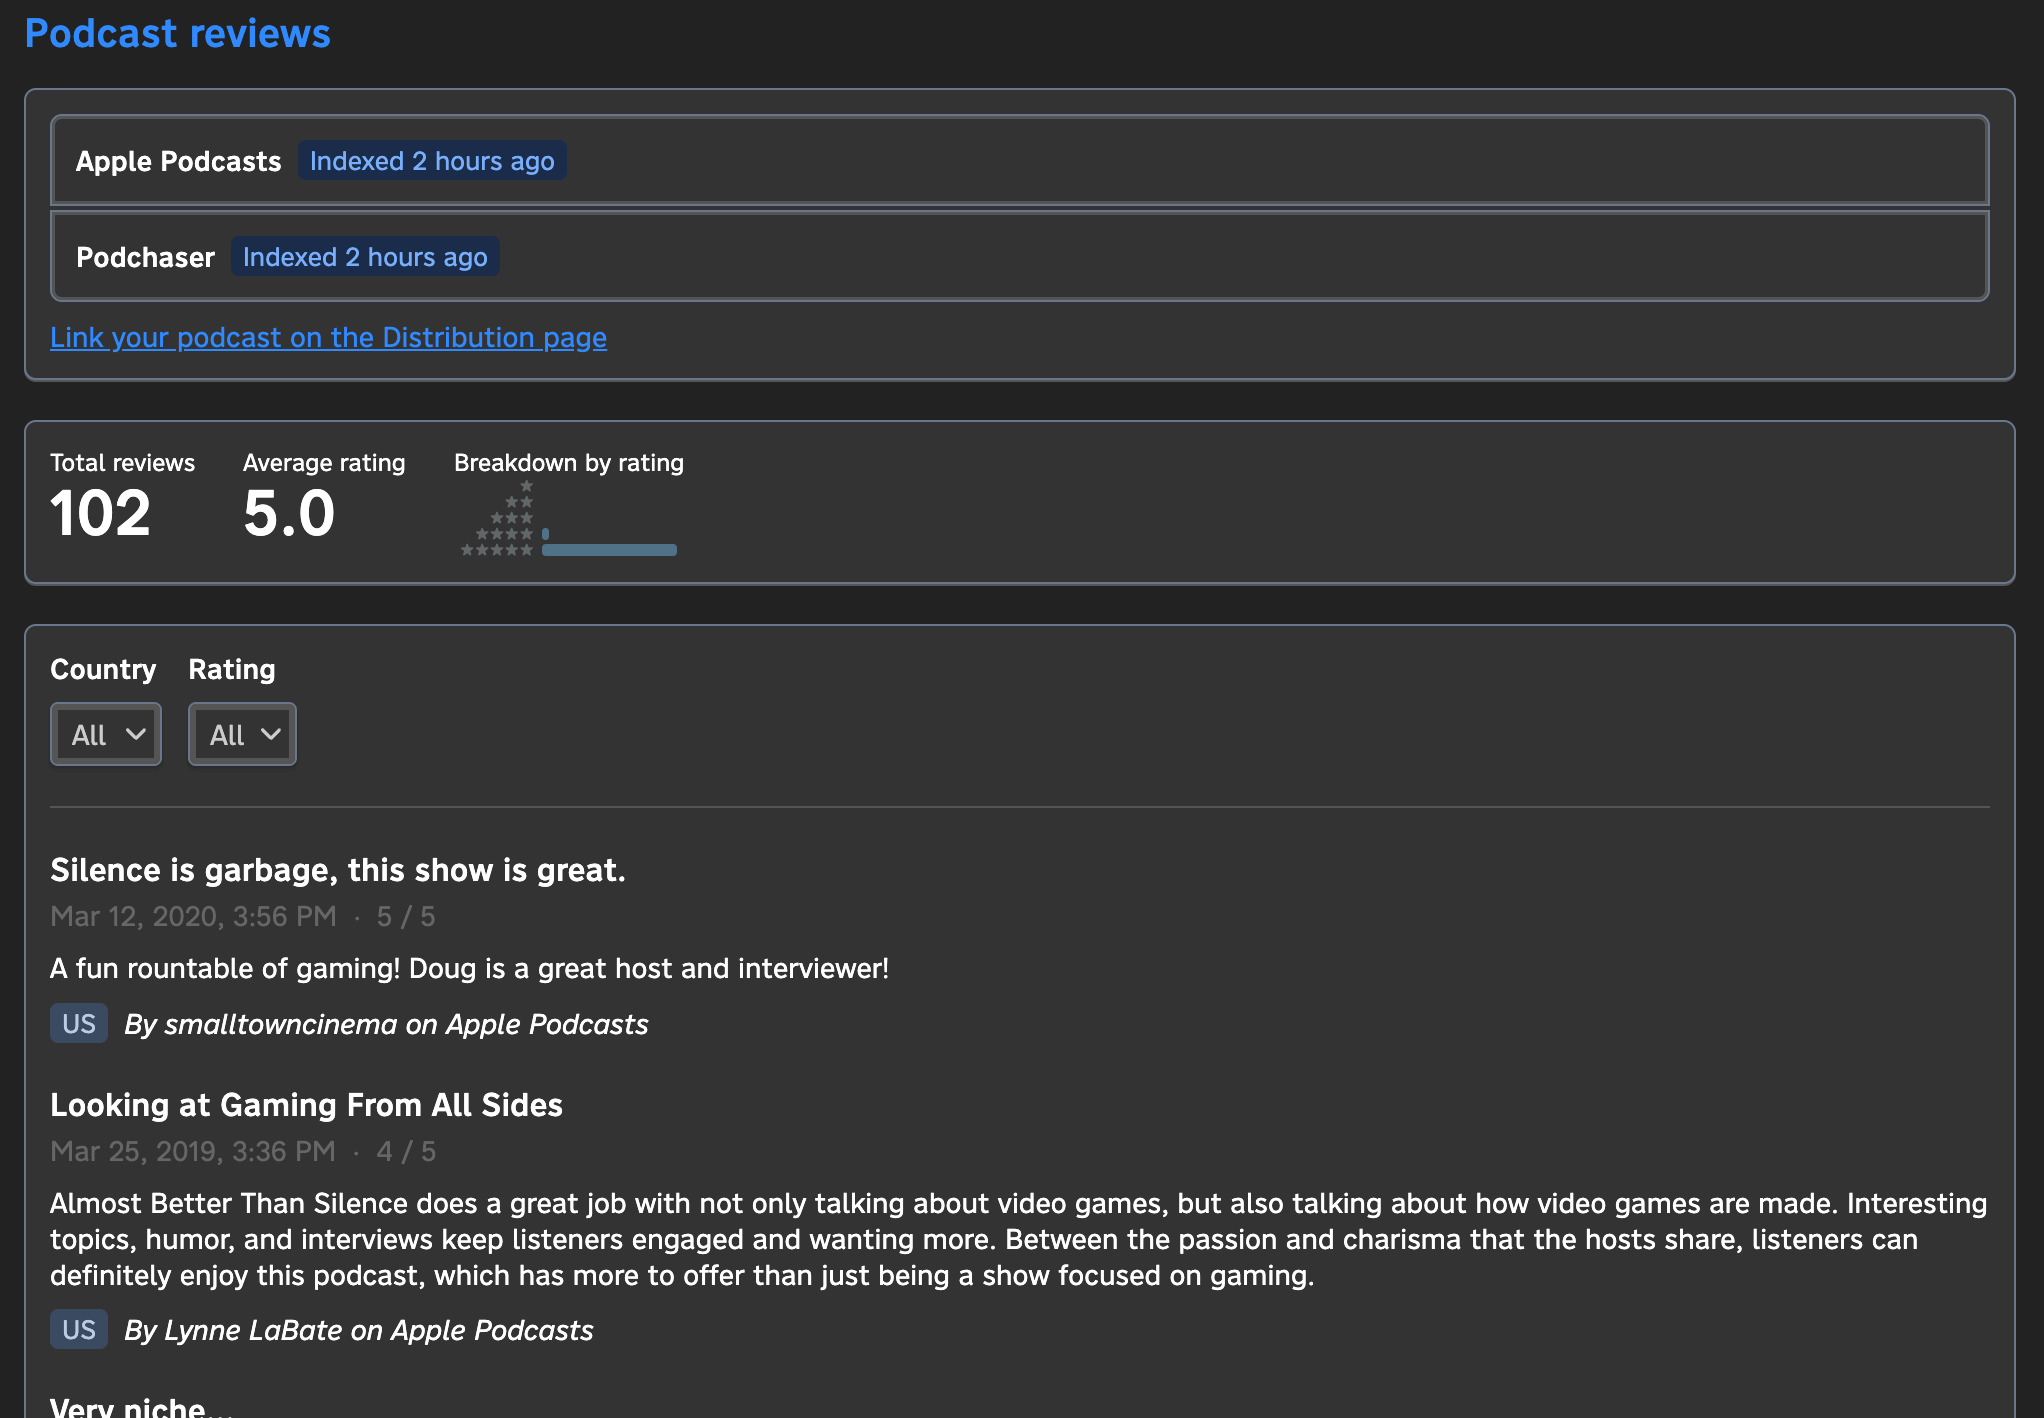 Podcast reviews
Apple Podcasts Indexed 2 hours ago
Podchaser Indexed 2 hours ago
Link your podcast on the Distribution page
Total reviews Average rating Breakdown by rating
102 5.0
Country Rating
All All
Silence is garbage, this show is great.
Mar 12, 2020, 3:56 PM · 5 / 5
A fun rountable of gaming! Doug is a great host and interviewer!
US By smalltowncinema on Apple Podcasts
Looking at Gaming From All Sides
Mar 25, 2019, 3:36 PM · 4 / 5
Almost Better Than Silence does a great job with not only talking about video games, but also talking about how video games are made. Interesting
topics, humor, and interviews keep listeners engaged and wanting more. Between the passion and charisma that the hosts share, listeners can
definitely enjoy this podcast, which has more to offer than just being a show focused on gaming.
US By Lynne LaBate on Apple Podcasts
Very niche...